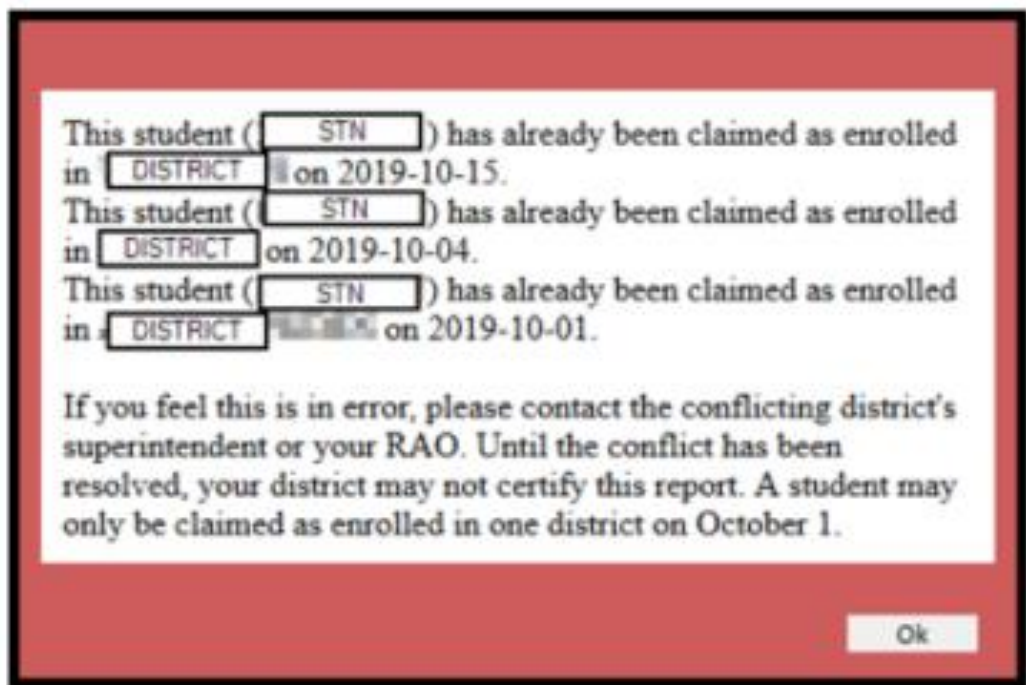 This student ( STN ) has already been claimed as enrolled
in DISTRICT on 2019-10-15.
This student ( STN ) has already been claimed as enrolled
in DISTRICT on 2019-10-04.
This student ( STN ) has already been claimed as enrolled
in DISTRICT on 2019-10-01.
If you feel this is in error, please contact the conflicting district's
superintendent or your RAO. Until the conflict has been
resolved, your district may not certify this report. A student may
only be claimed as enrolled in one district on October 1.
Ok